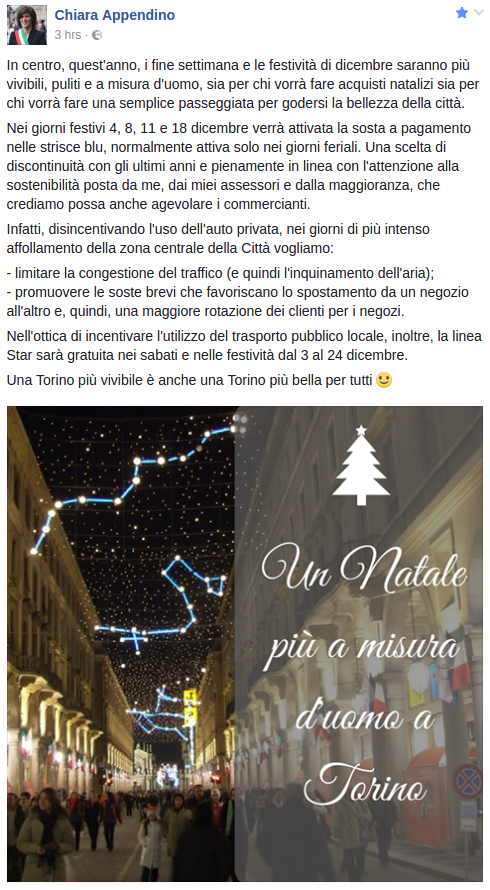 Chiara Appendino
3 hrs ·
In centro, quest'anno, i fine settimana e le festività di dicembre saranno più
vivibili, puliti e a misura d'uomo, sia per chi vorrà fare acquisti natalizi sia per
chi vorrà fare una semplice passeggiata per godersi la bellezza della città.
Nei giorni festivi 4, 8, 11 e 18 dicembre verrà attivata la sosta a pagamento
nelle strisce blu, normalmente attiva solo nei giorni feriali. Una scelta di
discontinuità con gli ultimi anni e pienamente in linea con l'attenzione alla
sostenibilità posta da me, dai miei assessori e dalla maggioranza, che
crediamo possa anche agevolare i commercianti.
Infatti, disincentivando l'uso dell'auto privata, nei giorni di più intenso
affollamento della zona centrale della Città vogliamo:
- limitare la congestione del traffico (e quindi l'inquinamento dell'aria);
- promuovere le soste brevi che favoriscano lo spostamento da un negozio
all'altro e, quindi, una maggiore rotazione dei clienti per i negozi.
Nell'ottica di incentivare l'utilizzo del trasporto pubblico locale, inoltre, la linea
Star sarà gratuita nei sabati e nelle festività dal 3 al 24 dicembre.
Una Torino più vivibile è anche una Torino più bella per tutti 🙂
Un Natale
più a misura
d'uomo a
Torino